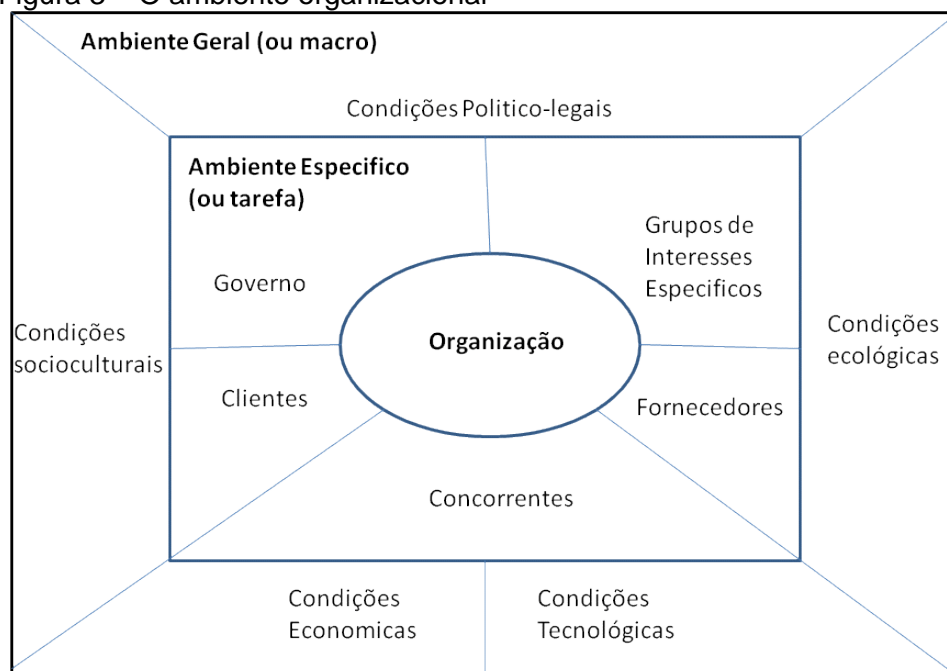 Ambiente Geral (ou macro)
Condições Politico-legais
Ambiente Especifico
(ou tarefa)
Grupos de
Interesses
Especificos
Governo
Organização
Condições
socioculturais
Condições
ecológicas
Clientes
Fornecedores
Concorrentes
Condições
Economicas
Condições
Tecnológicas